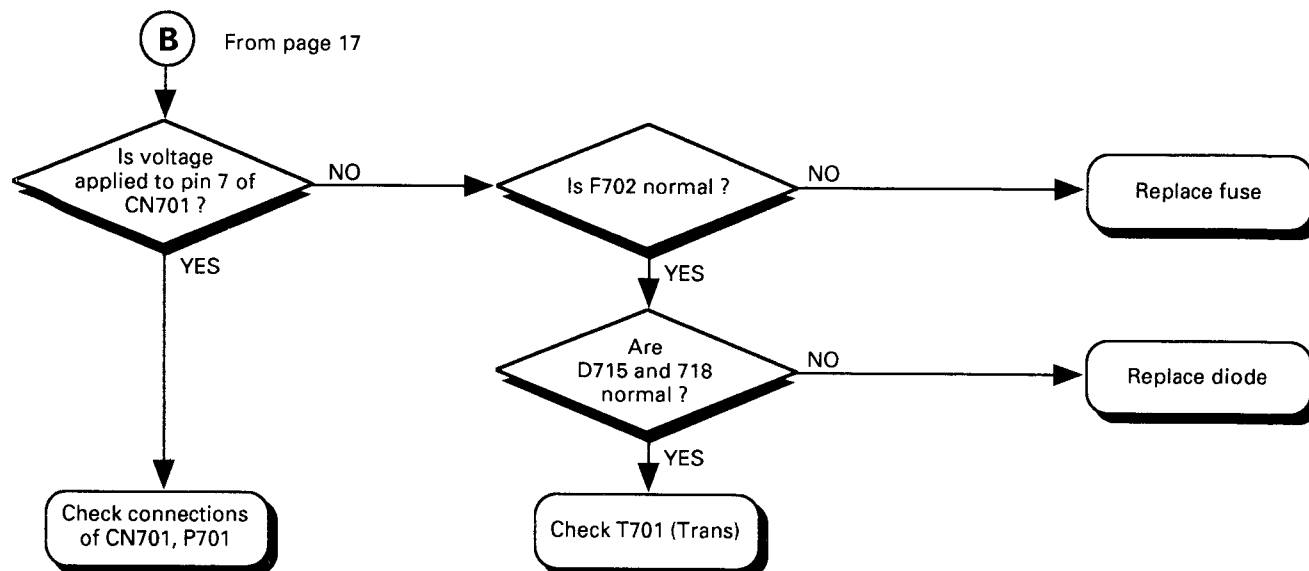 B
From page 17
Is voltage
applied to pin 7 of
CN701 ?
NO
Is F702 normal ?
NO
Replace fuse
YES
YES
Are
D715 and 718
normal ?
NO
Replace diode
YES
Check connections
of CN701, P701
Check T701 (Trans)